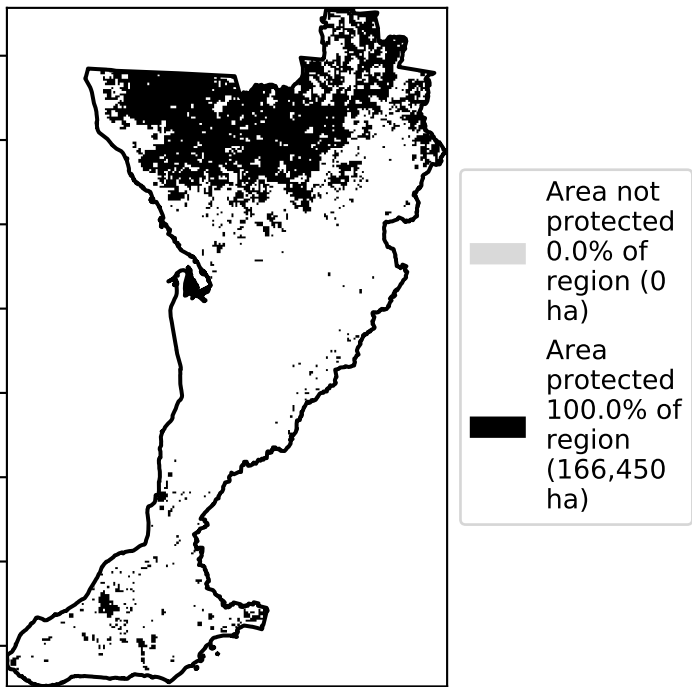 Area not
protected
0.0% of
region (0
ha)
Area
protected
100.0% of
region
(166,450
ha)